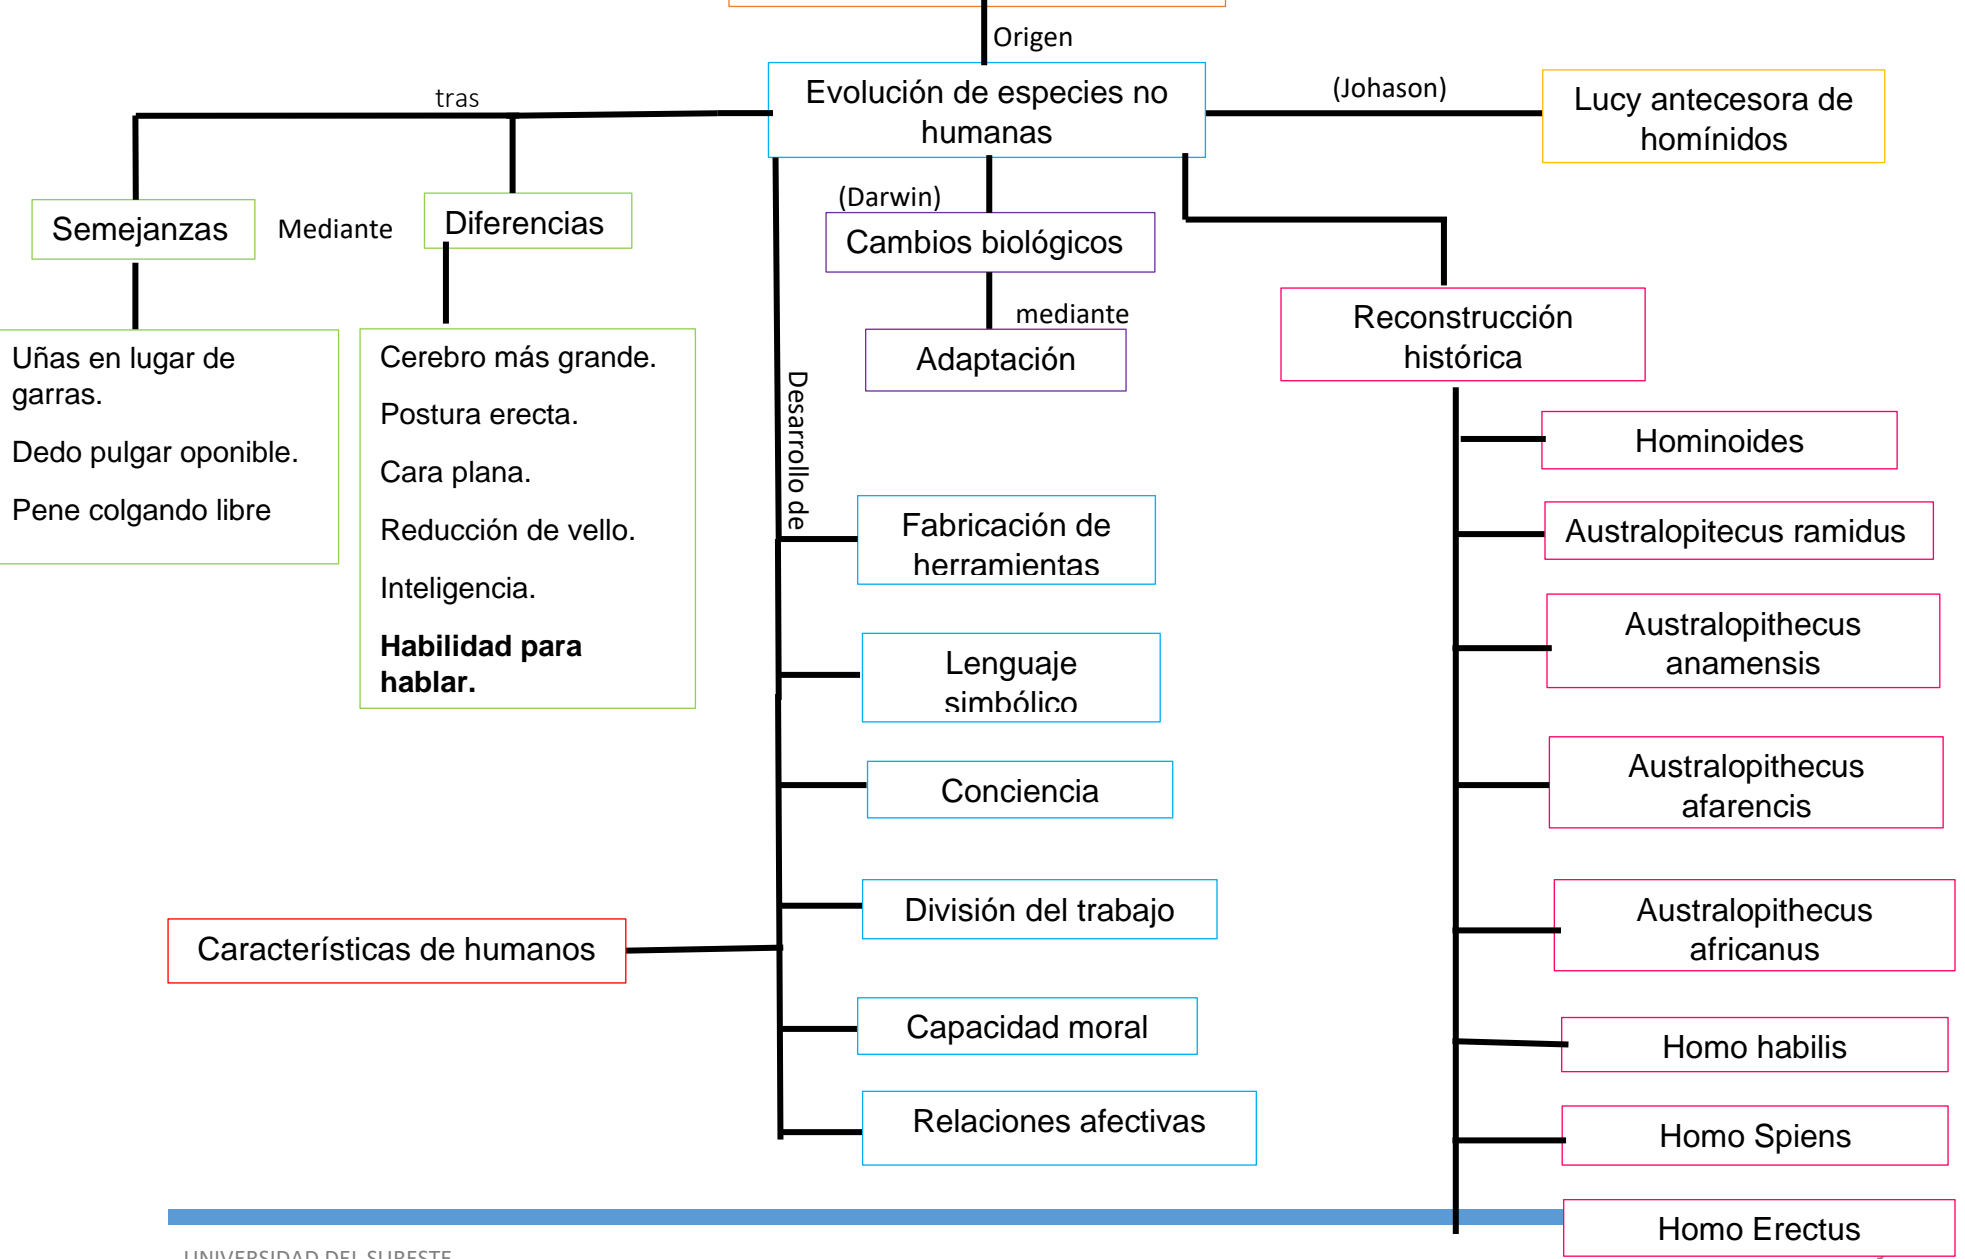 Origen
Evolución de especies no
humanas
(Johason)
Lucy antecesora de
homínidos
tras
Semejanzas
Mediante
Diferencias
(Darwin)
Cambios biológicos
mediante
Adaptación
Reconstrucción
histórica
Uñas en lugar de
garras.
Dedo pulgar oponible.
Pene colgando libre
Cerebro más grande.
Postura erecta.
Cara plana.
Reducción de vello.
Inteligencia.
Habilidad para
hablar.
Desarrollo de
Fabricación de
herramientas
Lenguaje
simbólico
Conciencia
División del trabajo
Características de humanos
Capacidad moral
Relaciones afectivas
Hominoides
Australopitecus ramidus
Australopithecus
anamensis
Australopithecus
afarencis
Australopithecus
africanus
Homo habilis
Homo Spiens
Homo Erectus
UNIVERSIDAD DEL SURESTE